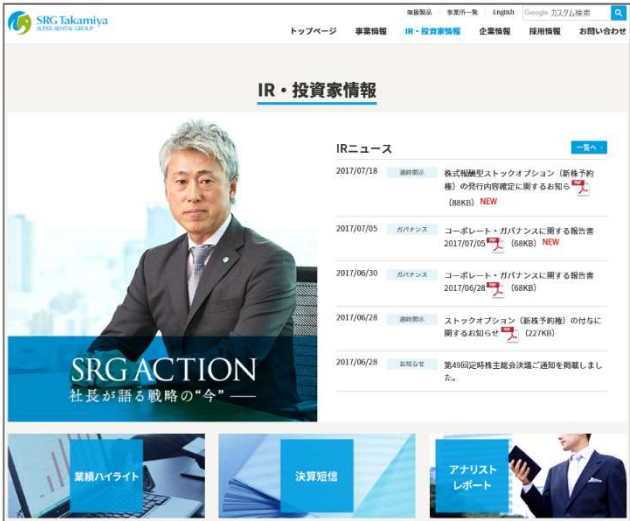 SRG Takamiya
SUPER RENTAL GROUP
取扱製品
事業所一覧
English
Google カスタム検索
トップページ
事業情報
IR・投資家情報
企業情報
採用情報
お問い合わせ
IR・投資家情報
IRニュース
一覧へ
2017/07/18 適時開示 株式報酬型ストックオプション（新株予約
権）の発行内容確定に関するお知ら PDF
（88KB） NEW
2017/07/05 ガバナンス コーポレート・ガバナンスに関する報告書
2017/07/05 PDF （68KB） NEW
2017/06/30 ガバナンス コーポレート・ガバナンスに関する報告書
2017/06/28 PDF （68KB）
2017/06/28 適時開示 ストックオプション（新株予約権）の付与に
関するお知らせ PDF （227KB）
2017/06/28 お知らせ 第49回定時株主総会決議ご通知を掲載しまし
た。
SRG ACTION
社長が語る戦略の“今”
業績ハイライト
決算短信
アナリスト
レポート